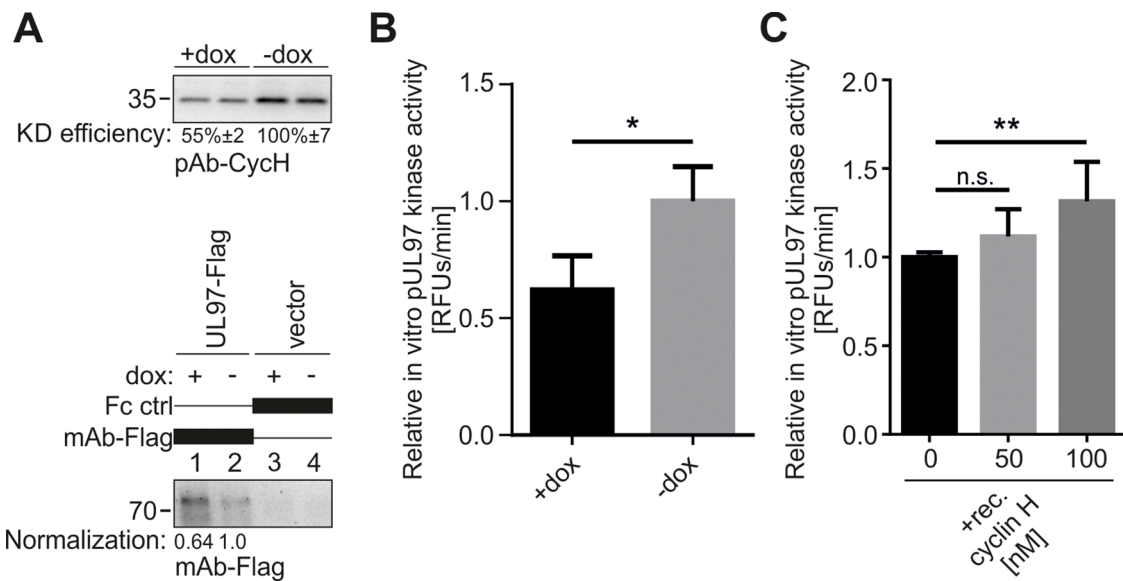 A
+dox -dox
35
KD efficiency: 55%±2 100%±7
pAb-CycH
UL97-Flag
vector
dox: + - + -
Fc ctrl
mAb-Flag
1 2 3 4
70
Normalization: 0.64 1.0
mAb-Flag
B
Relative in vitro pUL97 kinase activity
[RFUs/min]
1.5
1.0
0.5
0.0
*
+dox
-dox
C
Relative in vitro pUL97 kinase activity
[RFUs/min]
2.0
1.5
1.0
0.5
0.0
**
n.s.
0 50 100
+rec.
cyclin H
[nM]